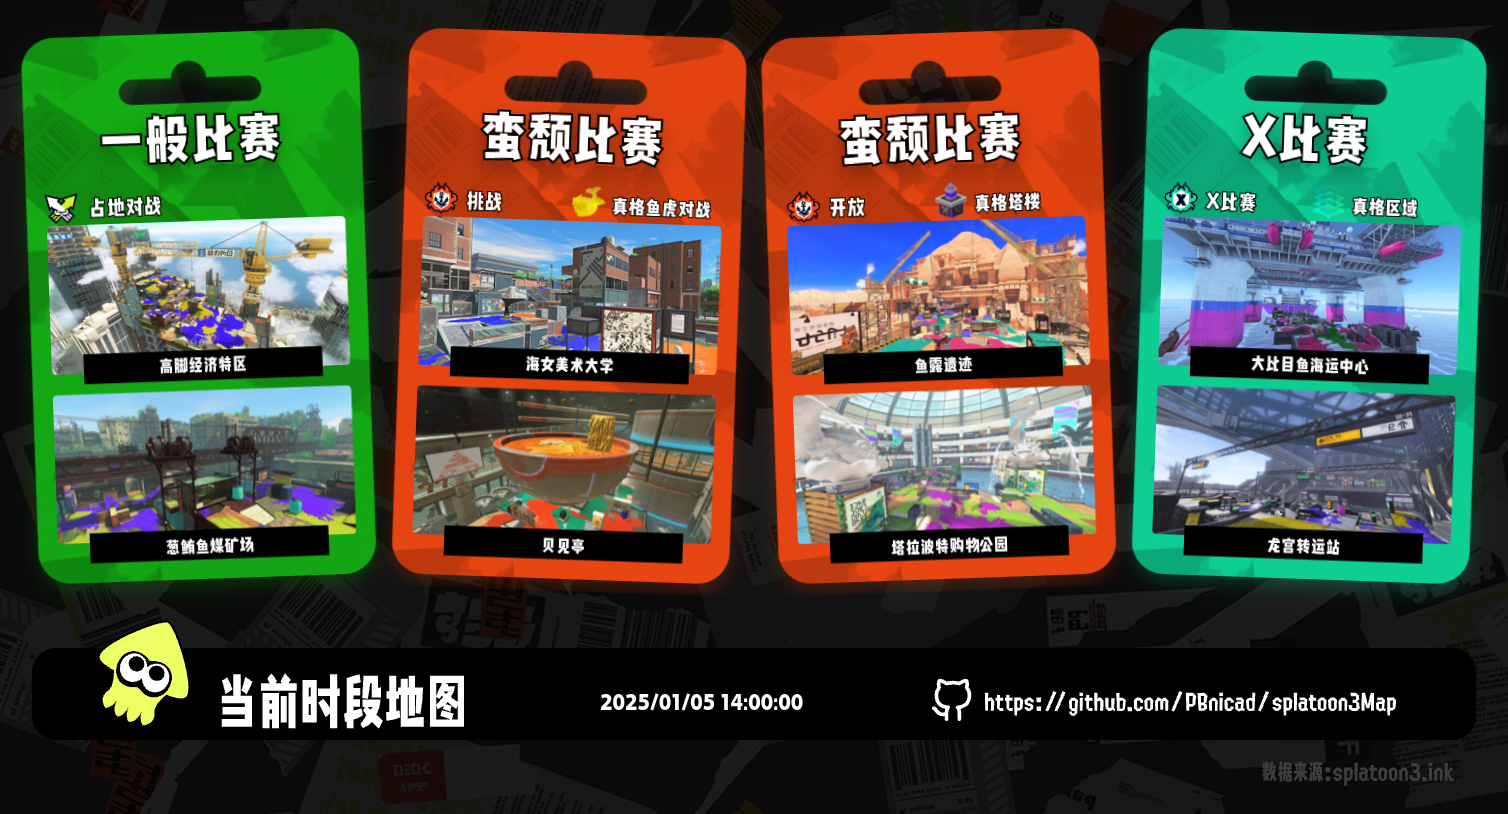 一般比赛
占地对战
高脚经济特区
葱鲔鱼煤矿场
蛮颓比赛
挑战
真格鱼虎对战
海女美术大学
贝见亭
蛮颓比赛
开放
真格塔楼
鱼露遗迹
塔拉波特购物公园
X比赛
X比赛
真格区域
大比目鱼海运中心
龙宫转运站
当前时段地图
2025/01/05 14:00:00
https://github.com/PBnicad/splatoon3Map
数据来源:splatoon3.ink